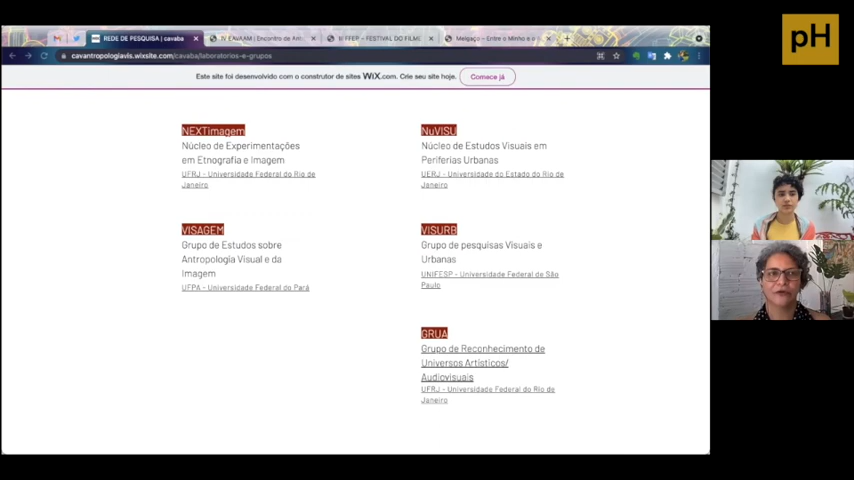 pH
REDE DE PESQUISA | cavaba
IV EAVAAM | Encontro de Ant
III FFEP – FESTIVAL DO FILME
Melgaço – Entre o Minho e o
cavantropologiavis.wixsite.com/cavaba/laboratorios-e-grupos
Este site foi desenvolvido com o construtor de sites WiX.com. Crie seu site hoje.
Comece já
NEXTimagem
Núcleo de Experimentações
em Etnografia e Imagem
UFRJ - Universidade Federal do Rio de
Janeiro
NuVISU
Núcleo de Estudos Visuais em
Periferias Urbanas
UERJ - Universidade do Estado do Rio de
Janeiro
VISAGEM
Grupo de Estudos sobre
Antropologia Visual e da
Imagem
UFPA - Universidade Federal do Pará
VISURB
Grupo de pesquisas Visuais e
Urbanas
UNIFESP - Universidade Federal de São
Paulo
GRUA
Grupo de Reconhecimento de
Universos Artísticos/
Audiovisuais
UFRJ - Universidade Federal do Rio de
Janeiro